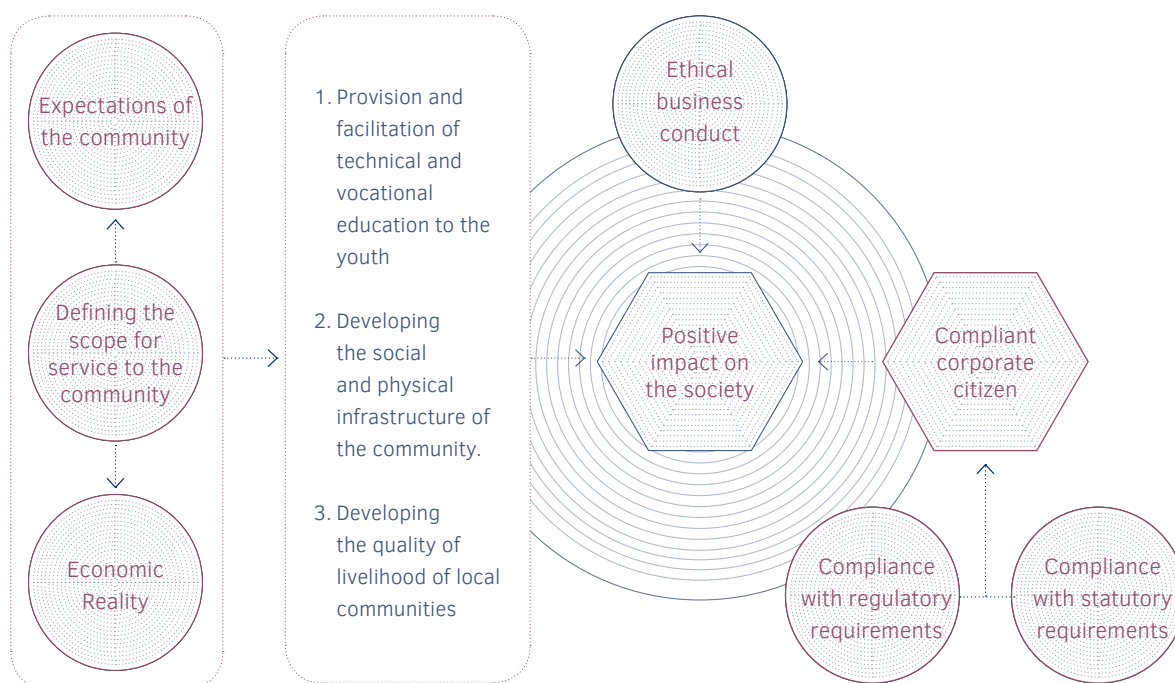 Expectations of
the community
Defining the
scope for
service to the
community
Economic
Reality
1. Provision and
facilitation of
technical and
vocational
education to the
youth
2. Developing
the social
and physical
infrastructure of
the community.
3. Developing
the quality of
livelihood of local
communities
Ethical
business
conduct
Positive
impact on
the society
Compliant
corporate
citizen
Compliance
with regulatory
requirements
Compliance
with statutory
requirements